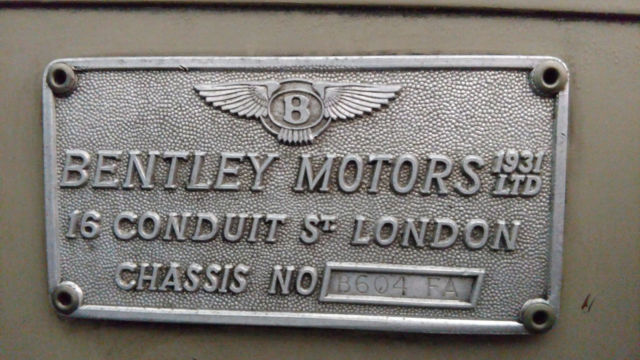 B
BENTLEY MOTORS 1931 LTD
16 CONDUIT ST LONDON
CHASSIS NO B604 FA